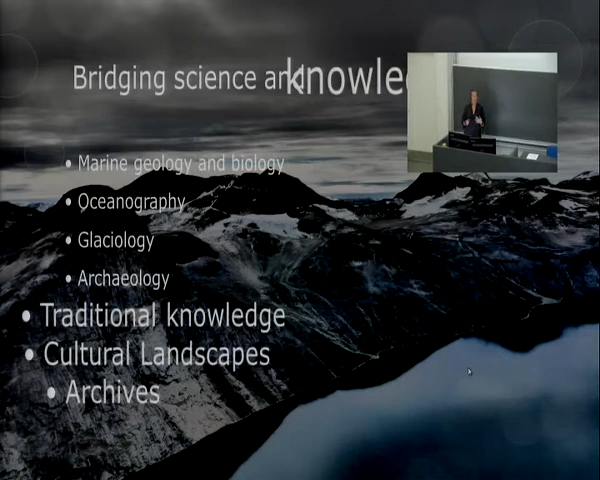 Bridging science and knowle
• Marine geology and biology
• Oceanography
• Glaciology
• Archaeology
• Traditional knowledge
• Cultural Landscapes
• Archives